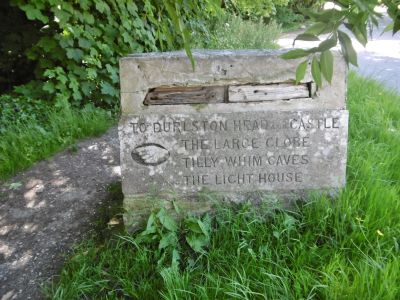 TO DURLSTON HEAD CASTLE
THE LARGE GLOBE
TILLY WHIM CAVES
THE LIGHT HOUSE